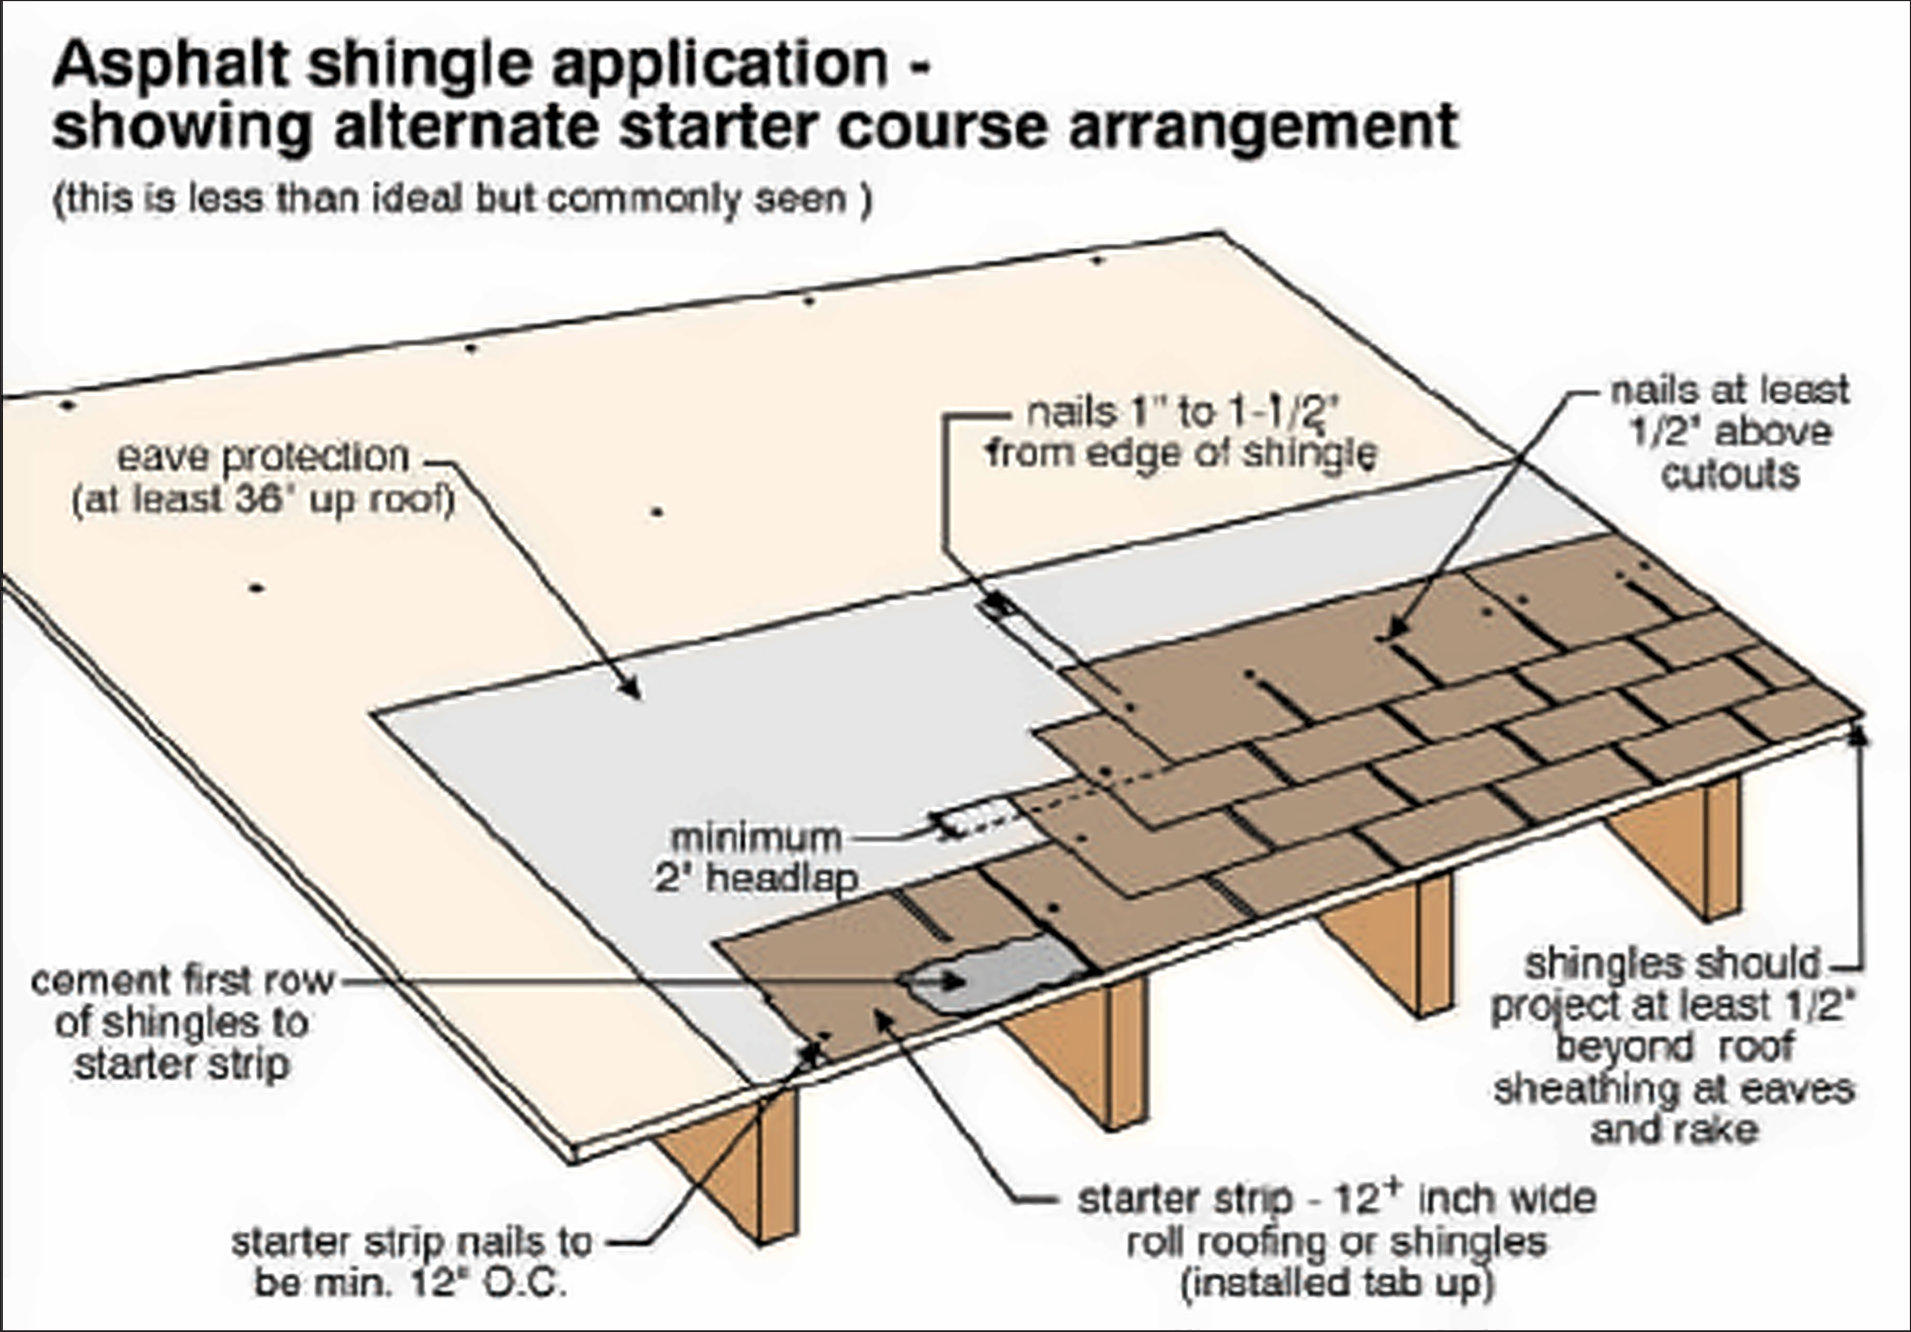 Asphalt shingle application -
showing alternate starter course arrangement
(this is less than ideal but commonly seen )
nails at least
1/2" above
cutouts
nails 1" to 1-1/2"
from edge of shingle
eave protection
(at least 36" up roof)
minimum
2" headlap
cement first row
of shingles to
starter strip
shingles should
project at least 1/2"
beyond roof
sheathing at eaves
and rake
starter strip - 12+ inch wide
roll roofing or shingles
(installed tab up)
starter strip nails to
be min. 12" O.C.